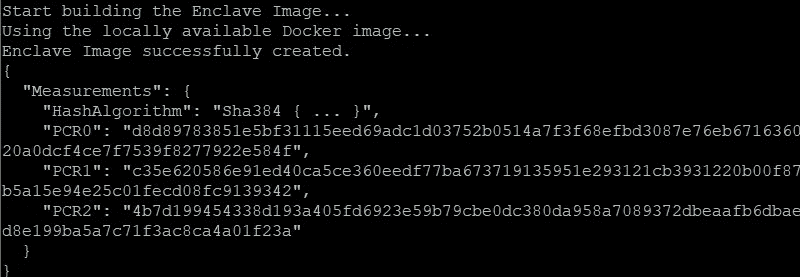 Start building the Enclave Image...
Using the locally available Docker image...
Enclave Image successfully created.
{
  "Measurements": {
    "HashAlgorithm": "Sha384 { ... }",
    "PCR0": "d8d89783851e5bf31115eed69adc1d03752b0514a7f3f68efbd3087e76eb6716360
20a0dcf4ce7f7539f8277922e584f",
    "PCR1": "c35e620586e91ed40ca5ce360eedf77ba673719135951e293121cb3931220b00f87
b5a15e94e25c01fecd08fc9139342",
    "PCR2": "4b7d199454338d193a405fd6923e59b79cbe0dc380da958a7089372dbeaafb6dbae
d8e199ba5a7c71f3ac8ca4a01f23a"
  }
}